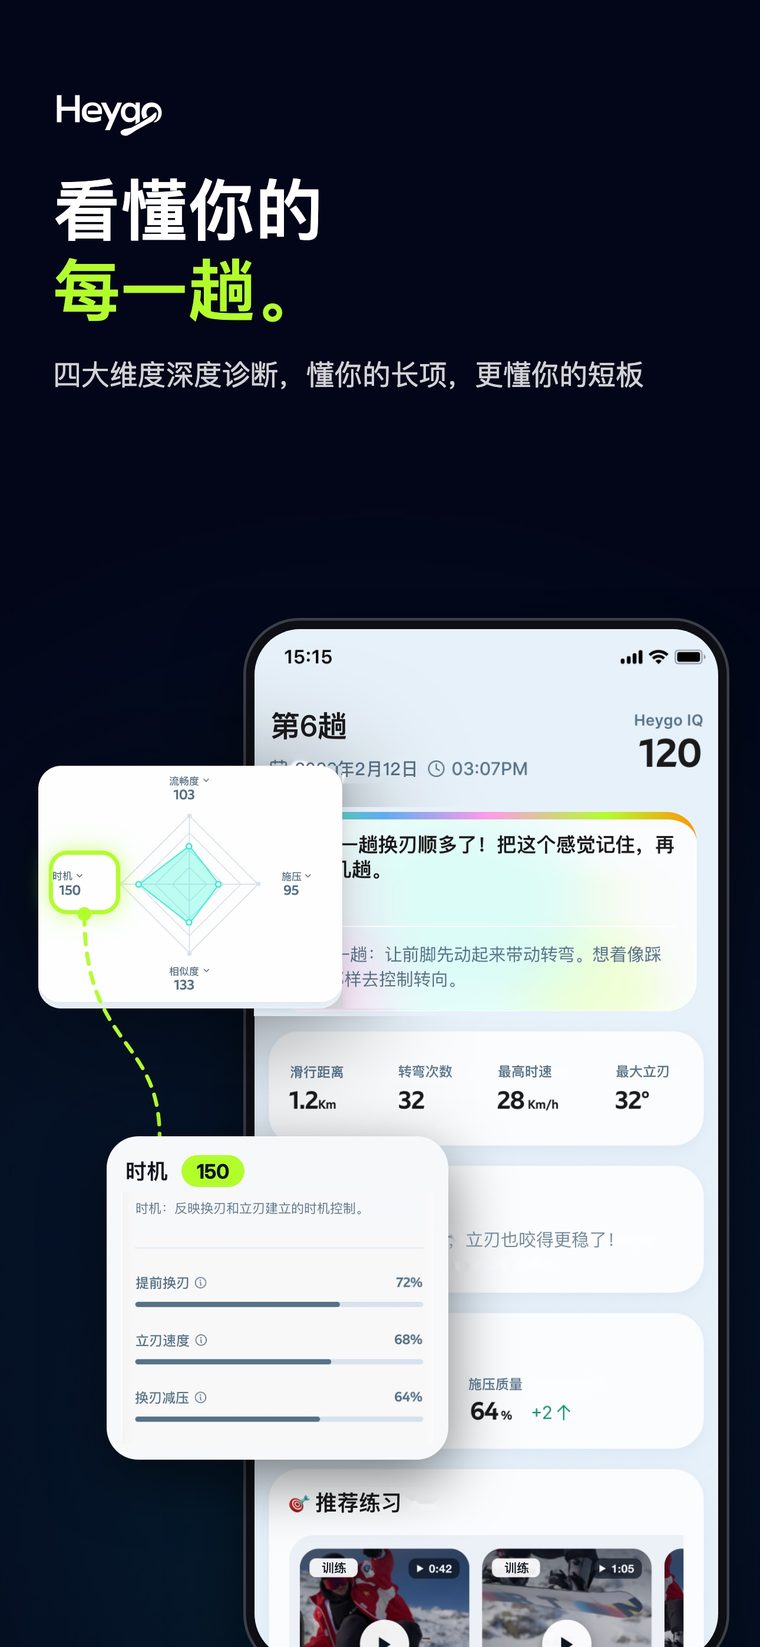 Heygo
看懂你的
每一趟。
四大维度深度诊断，懂你的长项，更懂你的短板
15:15
第6趟
Heygo IQ
120
年2月12日 03:07PM
流畅度
103
时机
150
施压
95
相似度
133
一趟换刃顺多了！把这个感觉记住，再
几趟。
一趟：让前脚先动起来带动转弯。想着像踩
样去控制转向。
滑行距离 转弯次数 最高时速 最大立刃
1.2Km 32 28 Km/h 32°
时机 150
时机：反映换刃和立刃建立的时机控制。
提前换刃 72%
立刃速度 68%
换刃减压 64%
；立刃也咬得更稳了！
施压质量
64% +2↑
推荐练习
训练 0:42
训练 1:05